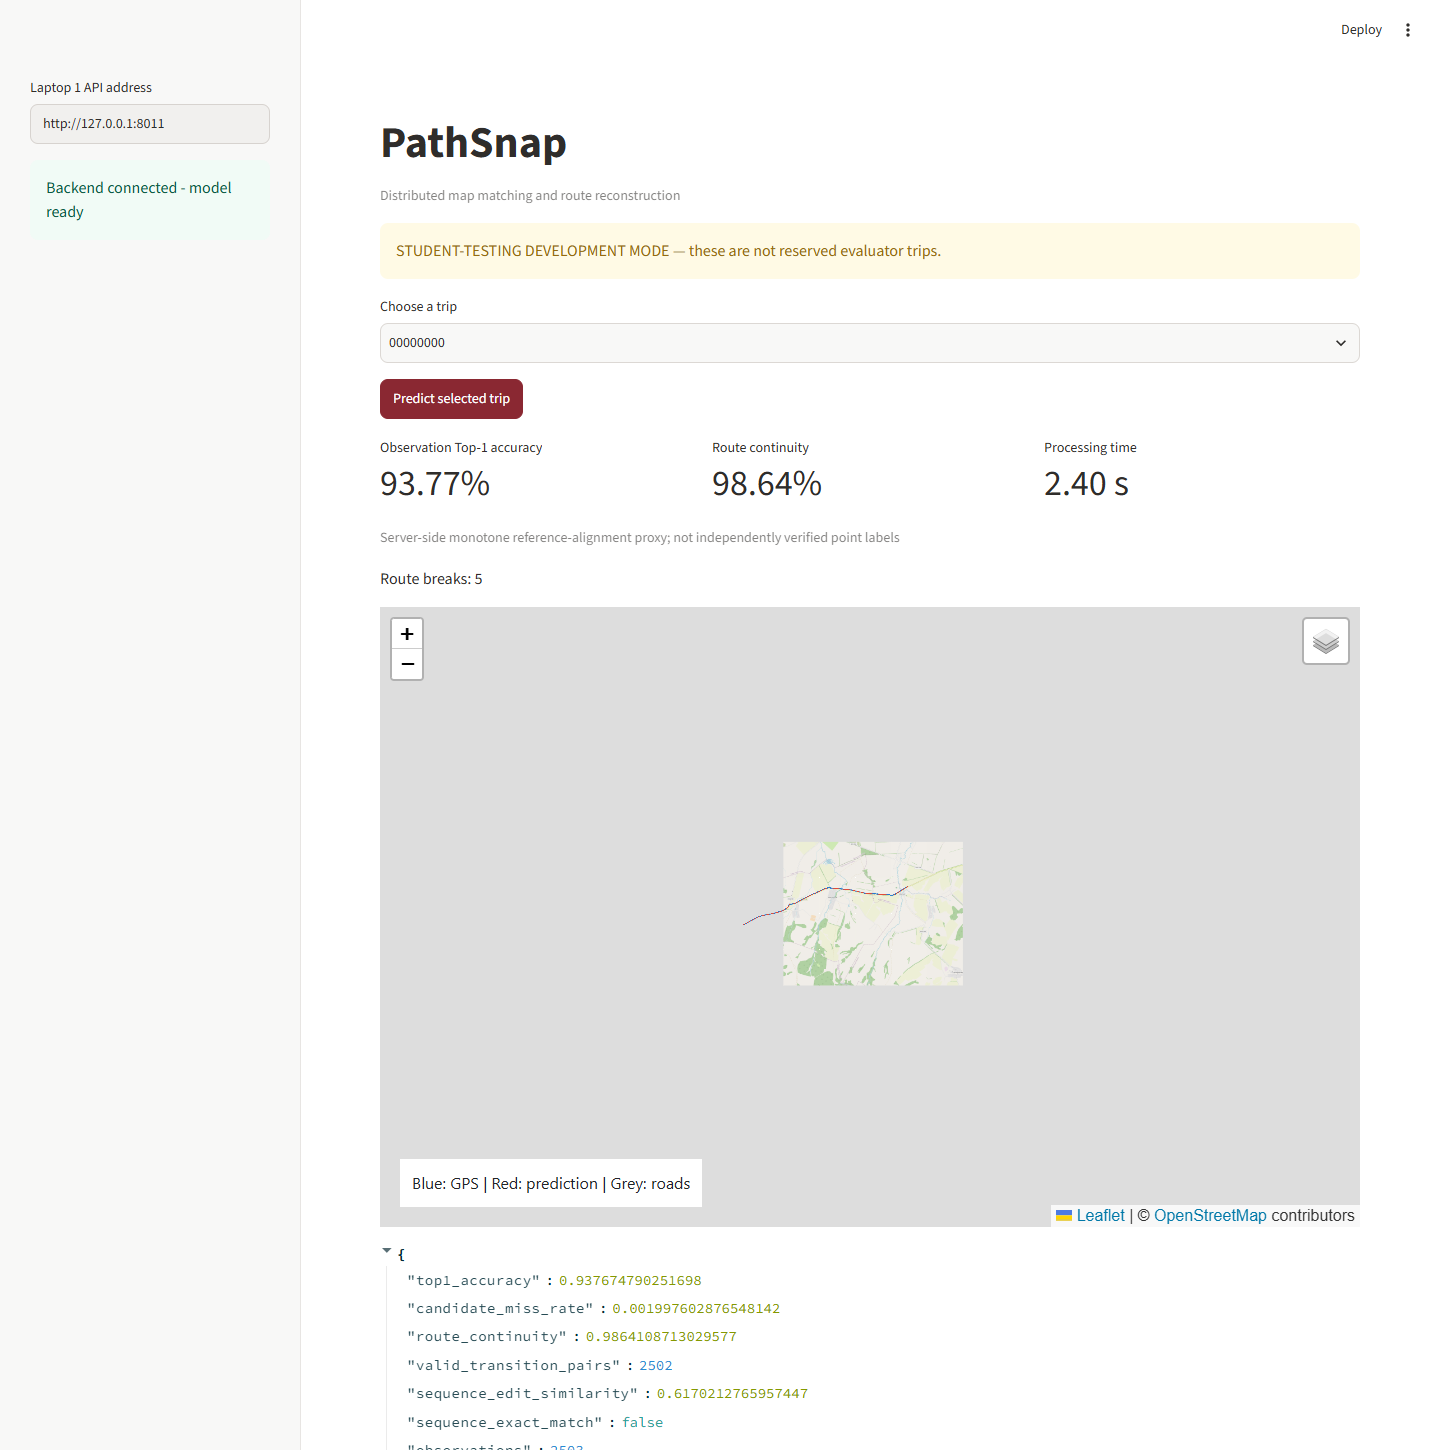 Deploy
Laptop 1 API address
http://127.0.0.1:8011
Backend connected - model
ready
PathSnap
Distributed map matching and route reconstruction
STUDENT-TESTING DEVELOPMENT MODE — these are not reserved evaluator trips.
Choose a trip
00000000
Predict selected trip
Observation Top-1 accuracy
93.77%
Route continuity
98.64%
Processing time
2.40 s
Server-side monotone reference-alignment proxy; not independently verified point labels
Route breaks: 5
+
−
Blue: GPS | Red: prediction | Grey: roads
Leaflet | © OpenStreetMap contributors
{
"top1_accuracy" : 0.937674790251698
"candidate_miss_rate" : 0.001997602876548142
"route_continuity" : 0.9864108713029577
"valid_transition_pairs" : 2502
"sequence_edit_similarity" : 0.6170212765957447
"sequence_exact_match" : false
"observations" : 2503